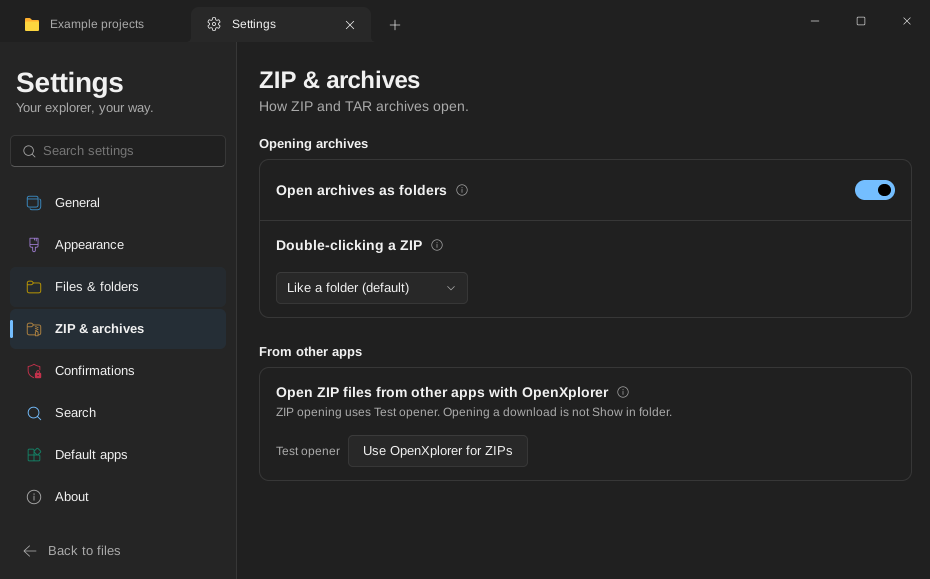 Example projects
Settings
Settings
Your explorer, your way.
Search settings
General
Appearance
Files & folders
ZIP & archives
Confirmations
Search
Default apps
About
Back to files
ZIP & archives
How ZIP and TAR archives open.
Opening archives
Open archives as folders
Double-clicking a ZIP
Like a folder (default)
From other apps
Open ZIP files from other apps with OpenXplorer
ZIP opening uses Test opener. Opening a download is not Show in folder.
Test opener
Use OpenXplorer for ZIPs